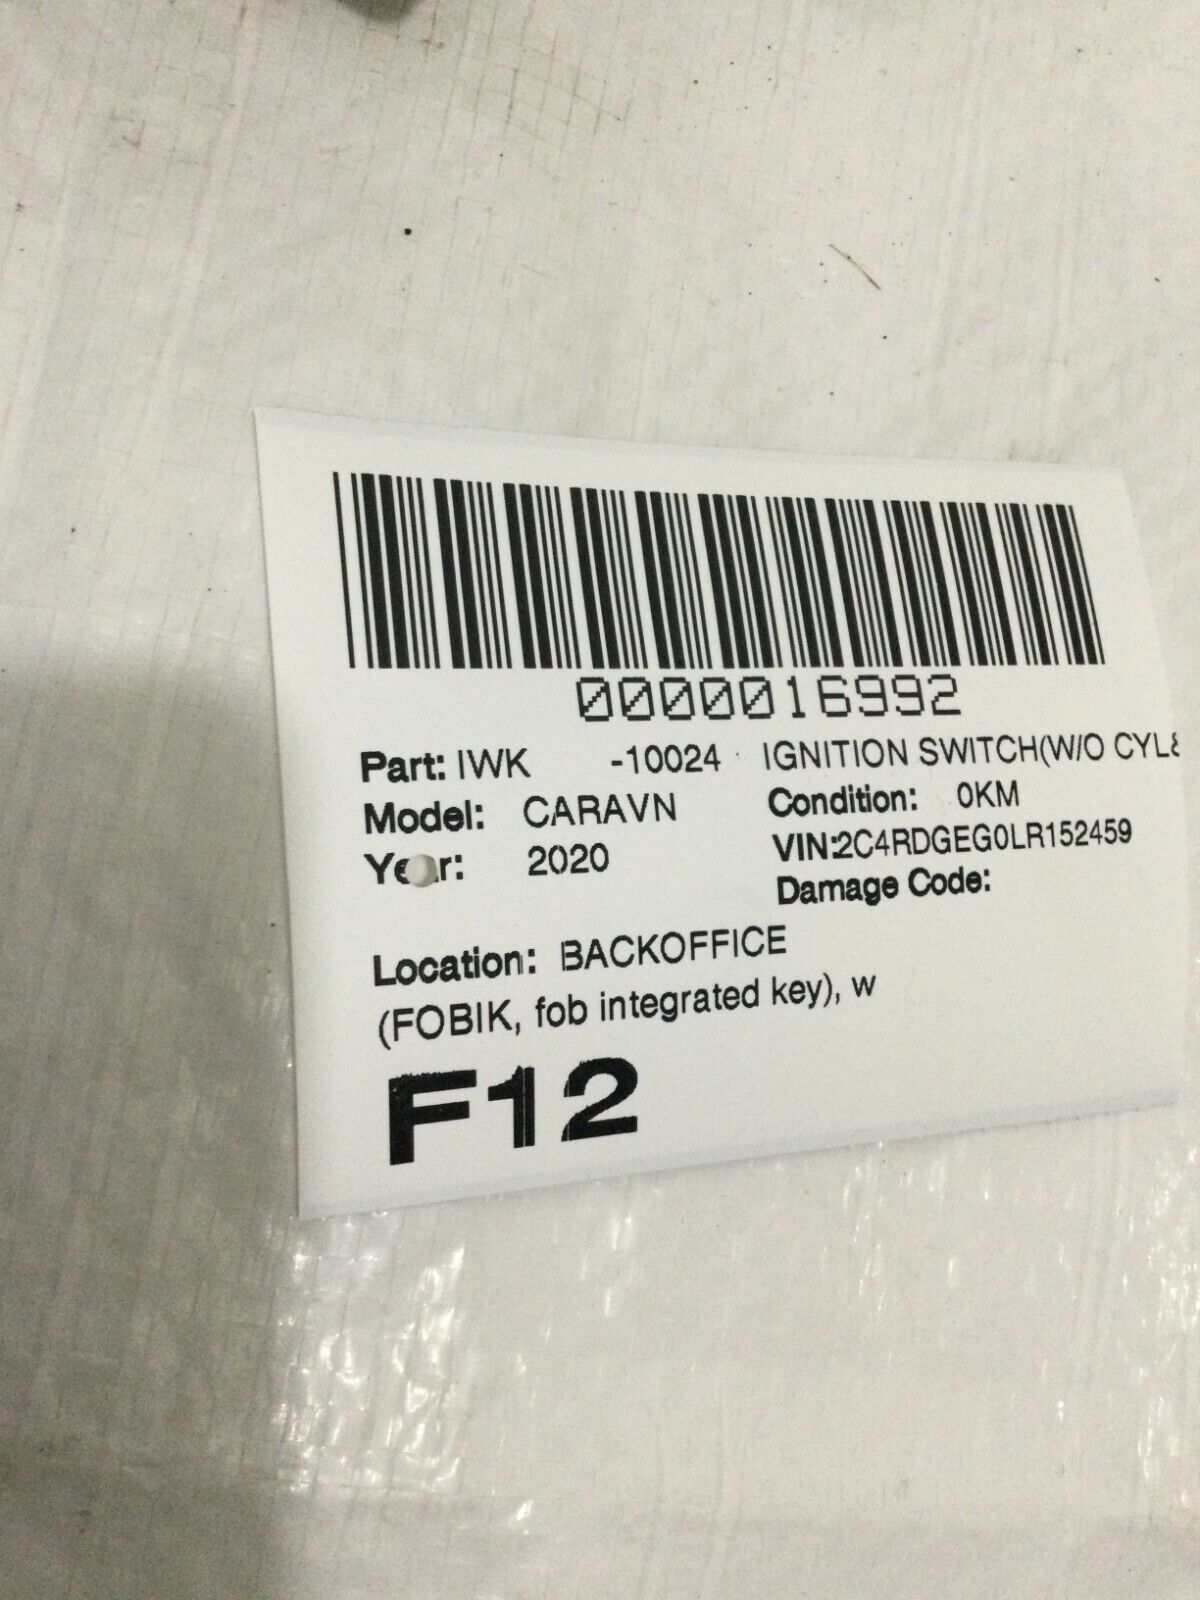 0000016992
Part: IWK -10024 IGNITION SWITCH(W/O CYL&
Model: CARAVN Condition: 0KM
Year: 2020 VIN:2C4RDGEG0LR152459
Damage Code:
Location: BACKOFFICE
(FOBIK, fob integrated key), w
F12